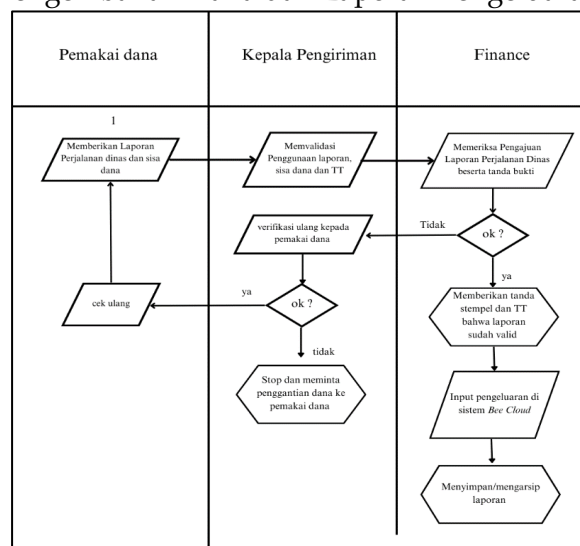 Pemakai dana
Kepala Pengiriman
Finance
1
Memberikan Laporan
Perjalanan dinas dan sisa
dana
Memvalidasi
Penggunaan laporan,
sisa dana dan TT
Memeriksa Pengajuan
Laporan Perjalanan Dinas
beserta tanda bukti
verifikasi ulang kepada
pemakai dana
Tidak
ok ?
ya
cek ulang
ya
ok ?
tidak
Memberikan tanda
stempel dan TT
bahwa laporan
sudah valid
Stop dan meminta
penggantian dana ke
pemakai dana
Input pengeluaran di
sistem Bee Cloud
Menyimpan/mengarsip
laporan